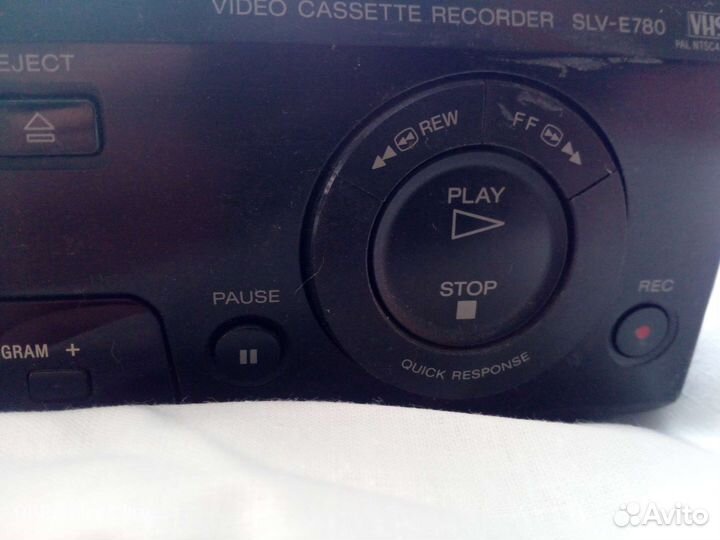 VIDEO CASSETTE RECORDER SLV-E780 VHS
PAL NTSC4
EJECT
REW
FF
PLAY
STOP
PAUSE
REC
GRAM +
QUICK RESPONSE
Avito